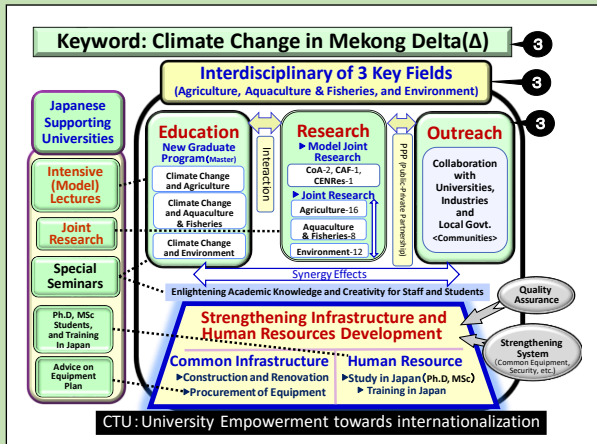 Keyword: Climate Change in Mekong Delta(Δ)
3
Interdisciplinary of 3 Key Fields
(Agriculture, Aquaculture & Fisheries, and Environment)
3
3
Japanese
Supporting
Universities
Intensive
(Model)
Lectures
Joint
Research
Special
Seminars
Ph.D, MSc
Students,
and Training
In Japan
Advice on
Equipment
Plan
Education
New Graduate
Program(Master)
Climate Change
and Agriculture
Climate Change
and Aquaculture
& Fisheries
Climate Change
and Environment
Interaction
Research
▶ Model Joint
Research
CoA-2, CAF-1,
CENRes-1
▶ Joint Research
Agriculture-16
Aquaculture
& Fisheries-8
Environment-12
PPP (Public-Private Partnership)
Outreach
Collaboration
with
Universities,
Industries
and
Local Govt.
<Communities>
Synergy Effects
Enlightening Academic Knowledge and Creativity for Staff and Students
Strengthening Infrastructure and
Human Resources Development
Common Infrastructure
▶Construction and Renovation
▶Procurement of Equipment
Human Resource
▶Study in Japan(Ph.D, MSc)
▶Training in Japan
Quality
Assurance
Strengthening
System
(Common Equipment,
Security, etc.)
CTU：University Empowerment towards internationalization